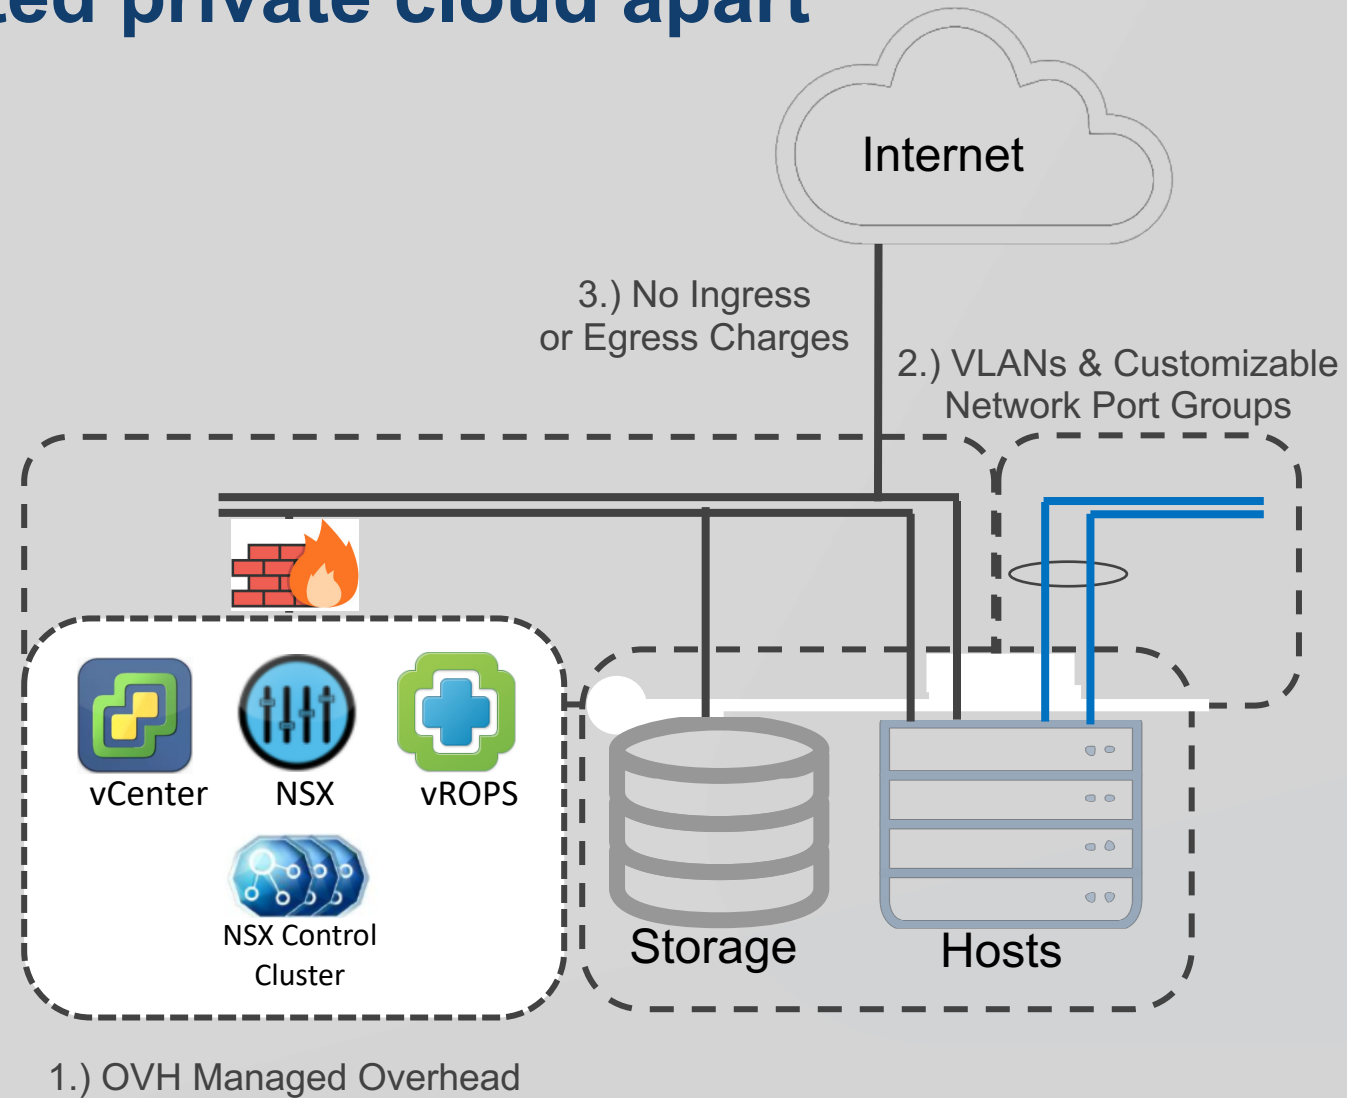 private cloud apart
Internet
3.) No Ingress
or Egress Charges
2.) VLANs & Customizable
Network Port Groups
vCenter
NSX
vROPS
NSX Control
Cluster
Storage
Hosts
1.) OVH Managed Overhead